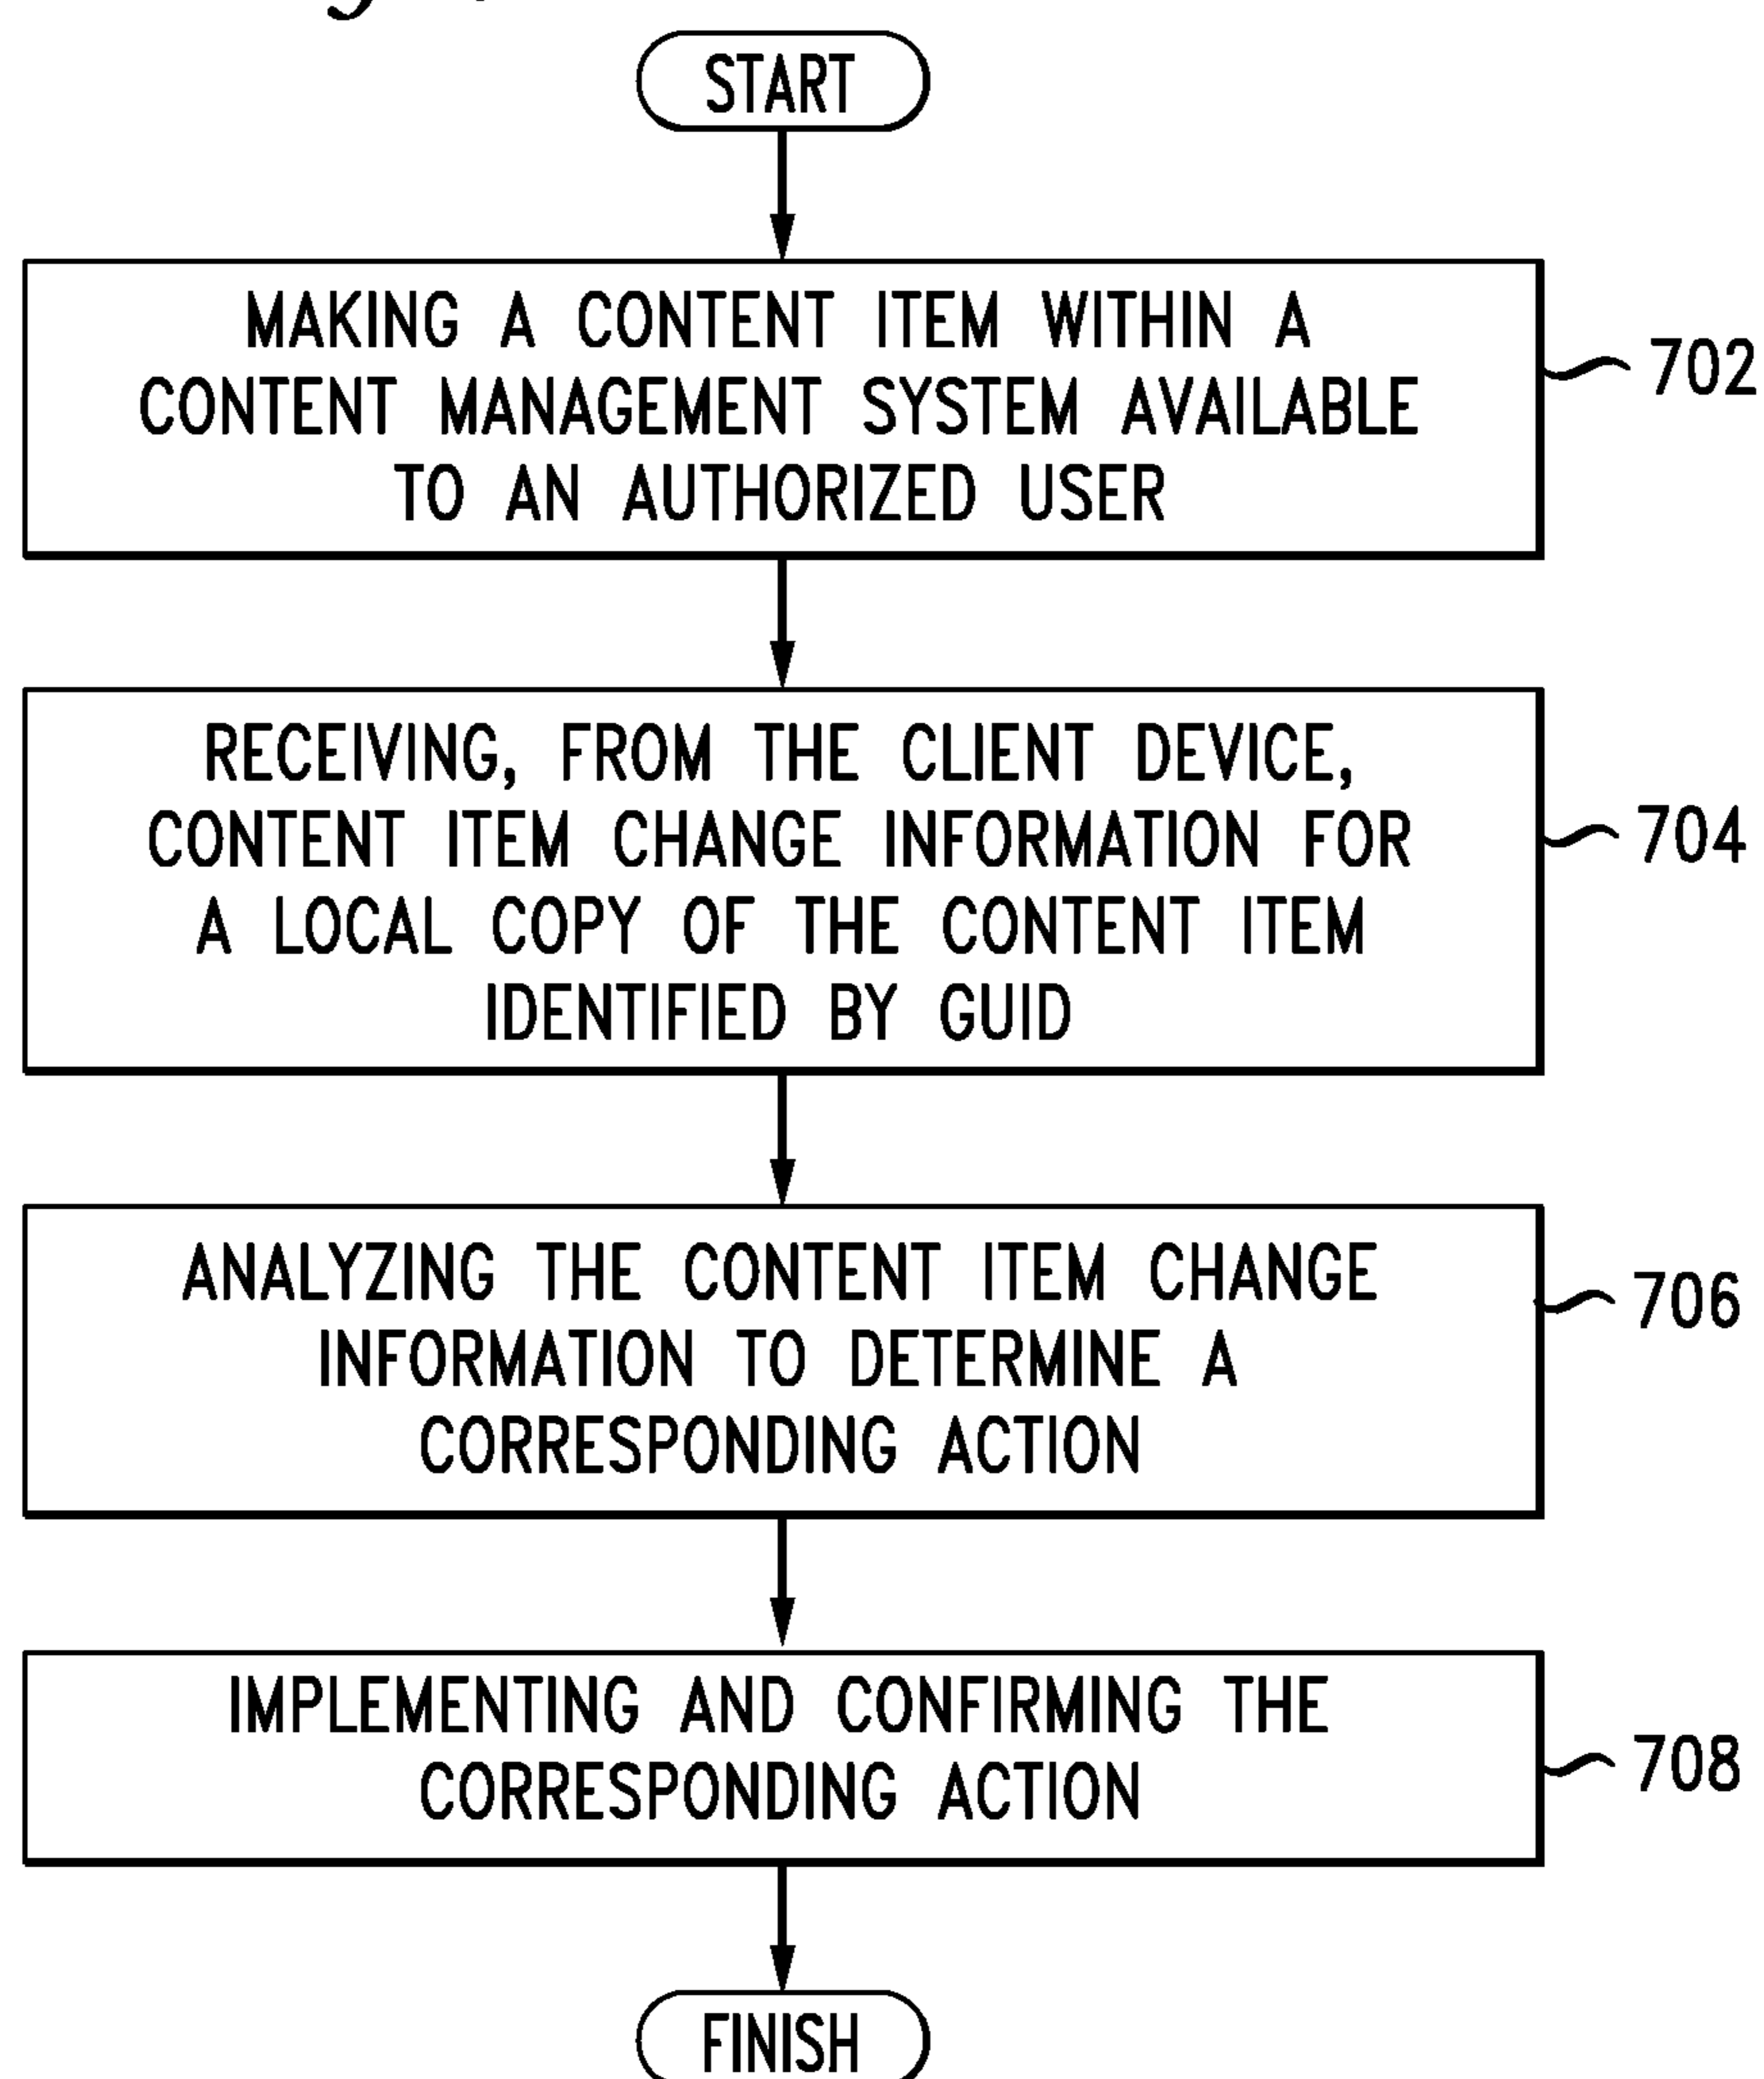 START
MAKING A CONTENT ITEM WITHIN A
CONTENT MANAGEMENT SYSTEM AVAILABLE
TO AN AUTHORIZED USER
702
RECEIVING, FROM THE CLIENT DEVICE,
CONTENT ITEM CHANGE INFORMATION FOR
A LOCAL COPY OF THE CONTENT ITEM
IDENTIFIED BY GUID
704
ANALYZING THE CONTENT ITEM CHANGE
INFORMATION TO DETERMINE A
CORRESPONDING ACTION
706
IMPLEMENTING AND CONFIRMING THE
CORRESPONDING ACTION
708
FINISH